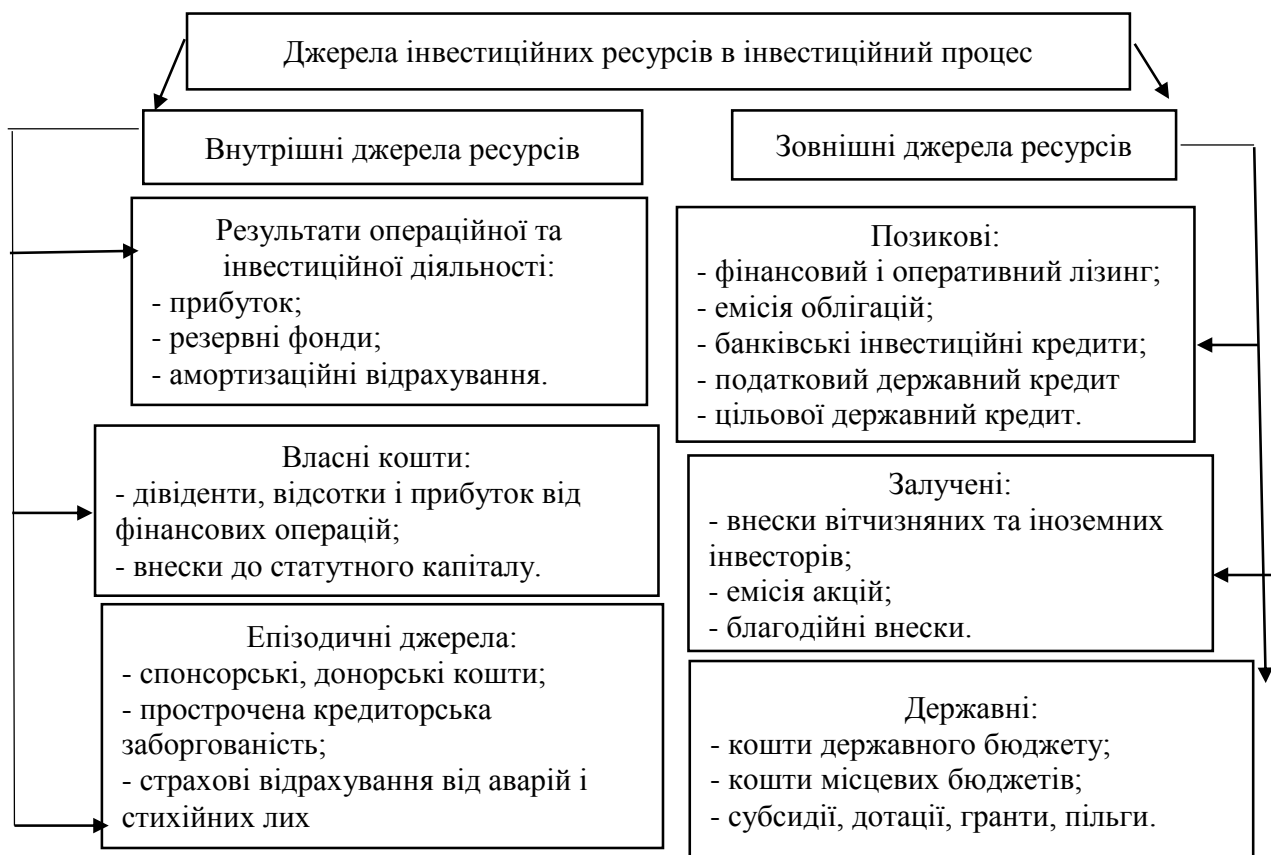 Джерела інвестиційних ресурсів в інвестиційний процес
Внутрішні джерела ресурсів
Результати операційної та
інвестиційної діяльності:
- прибуток;
- резервні фонди;
- амортизаційні відрахування.
Власні кошти:
- дівіденти, відсотки і прибуток від
фінансових операцій;
- внески до статутного капіталу.
Епізодичні джерела:
- спонсорські, донорські кошти;
- прострочена кредиторська
заборгованість;
- страхові відрахування від аварій і
стихійних лих
Зовнішні джерела ресурсів
Позикові:
- фінансовий і оперативний лізинг;
- емісія облігацій;
- банківські інвестиційні кредити;
- податковий державний кредит
- цільової державний кредит.
Залучені:
- внески вітчизняних та іноземних
інвесторів;
- емісія акцій;
- благодійні внески.
Державні:
- кошти державного бюджету;
- кошти місцевих бюджетів;
- субсидії, дотації, гранти, пільги.